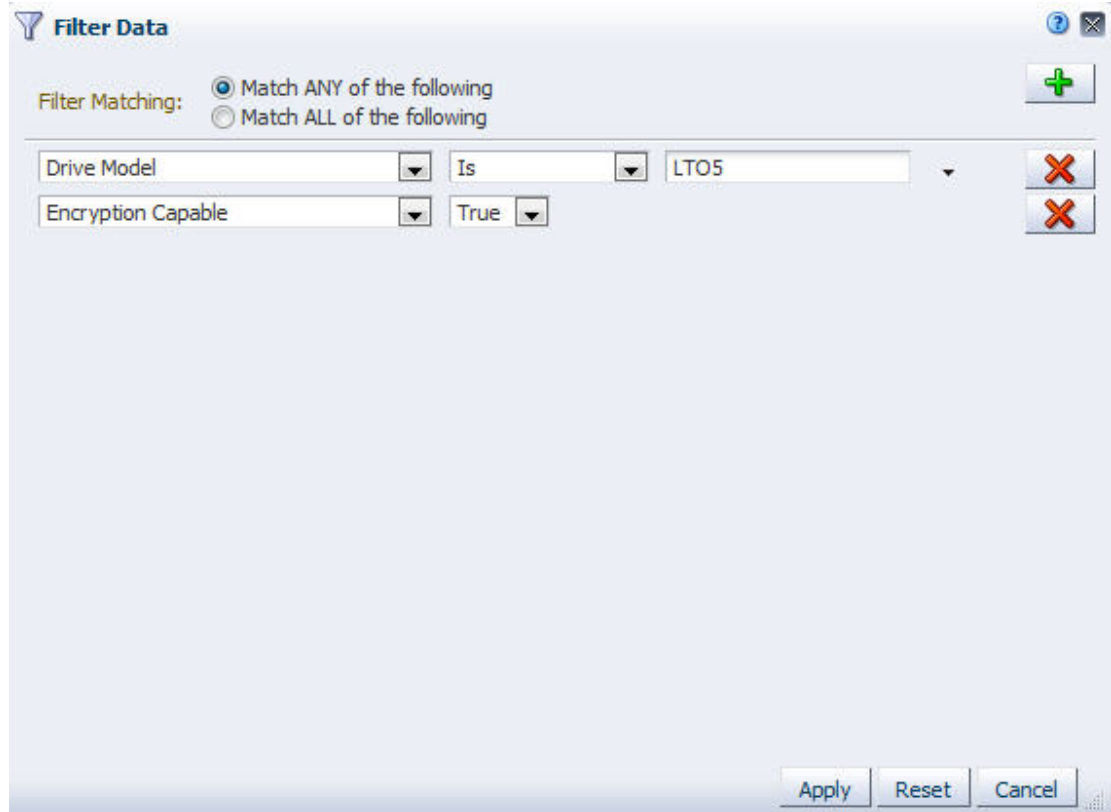 Filter Data
Filter Matching:
Match ANY of the following
Match ALL of the following
Drive Model Is LTO5
Encryption Capable True
Apply Reset Cancel